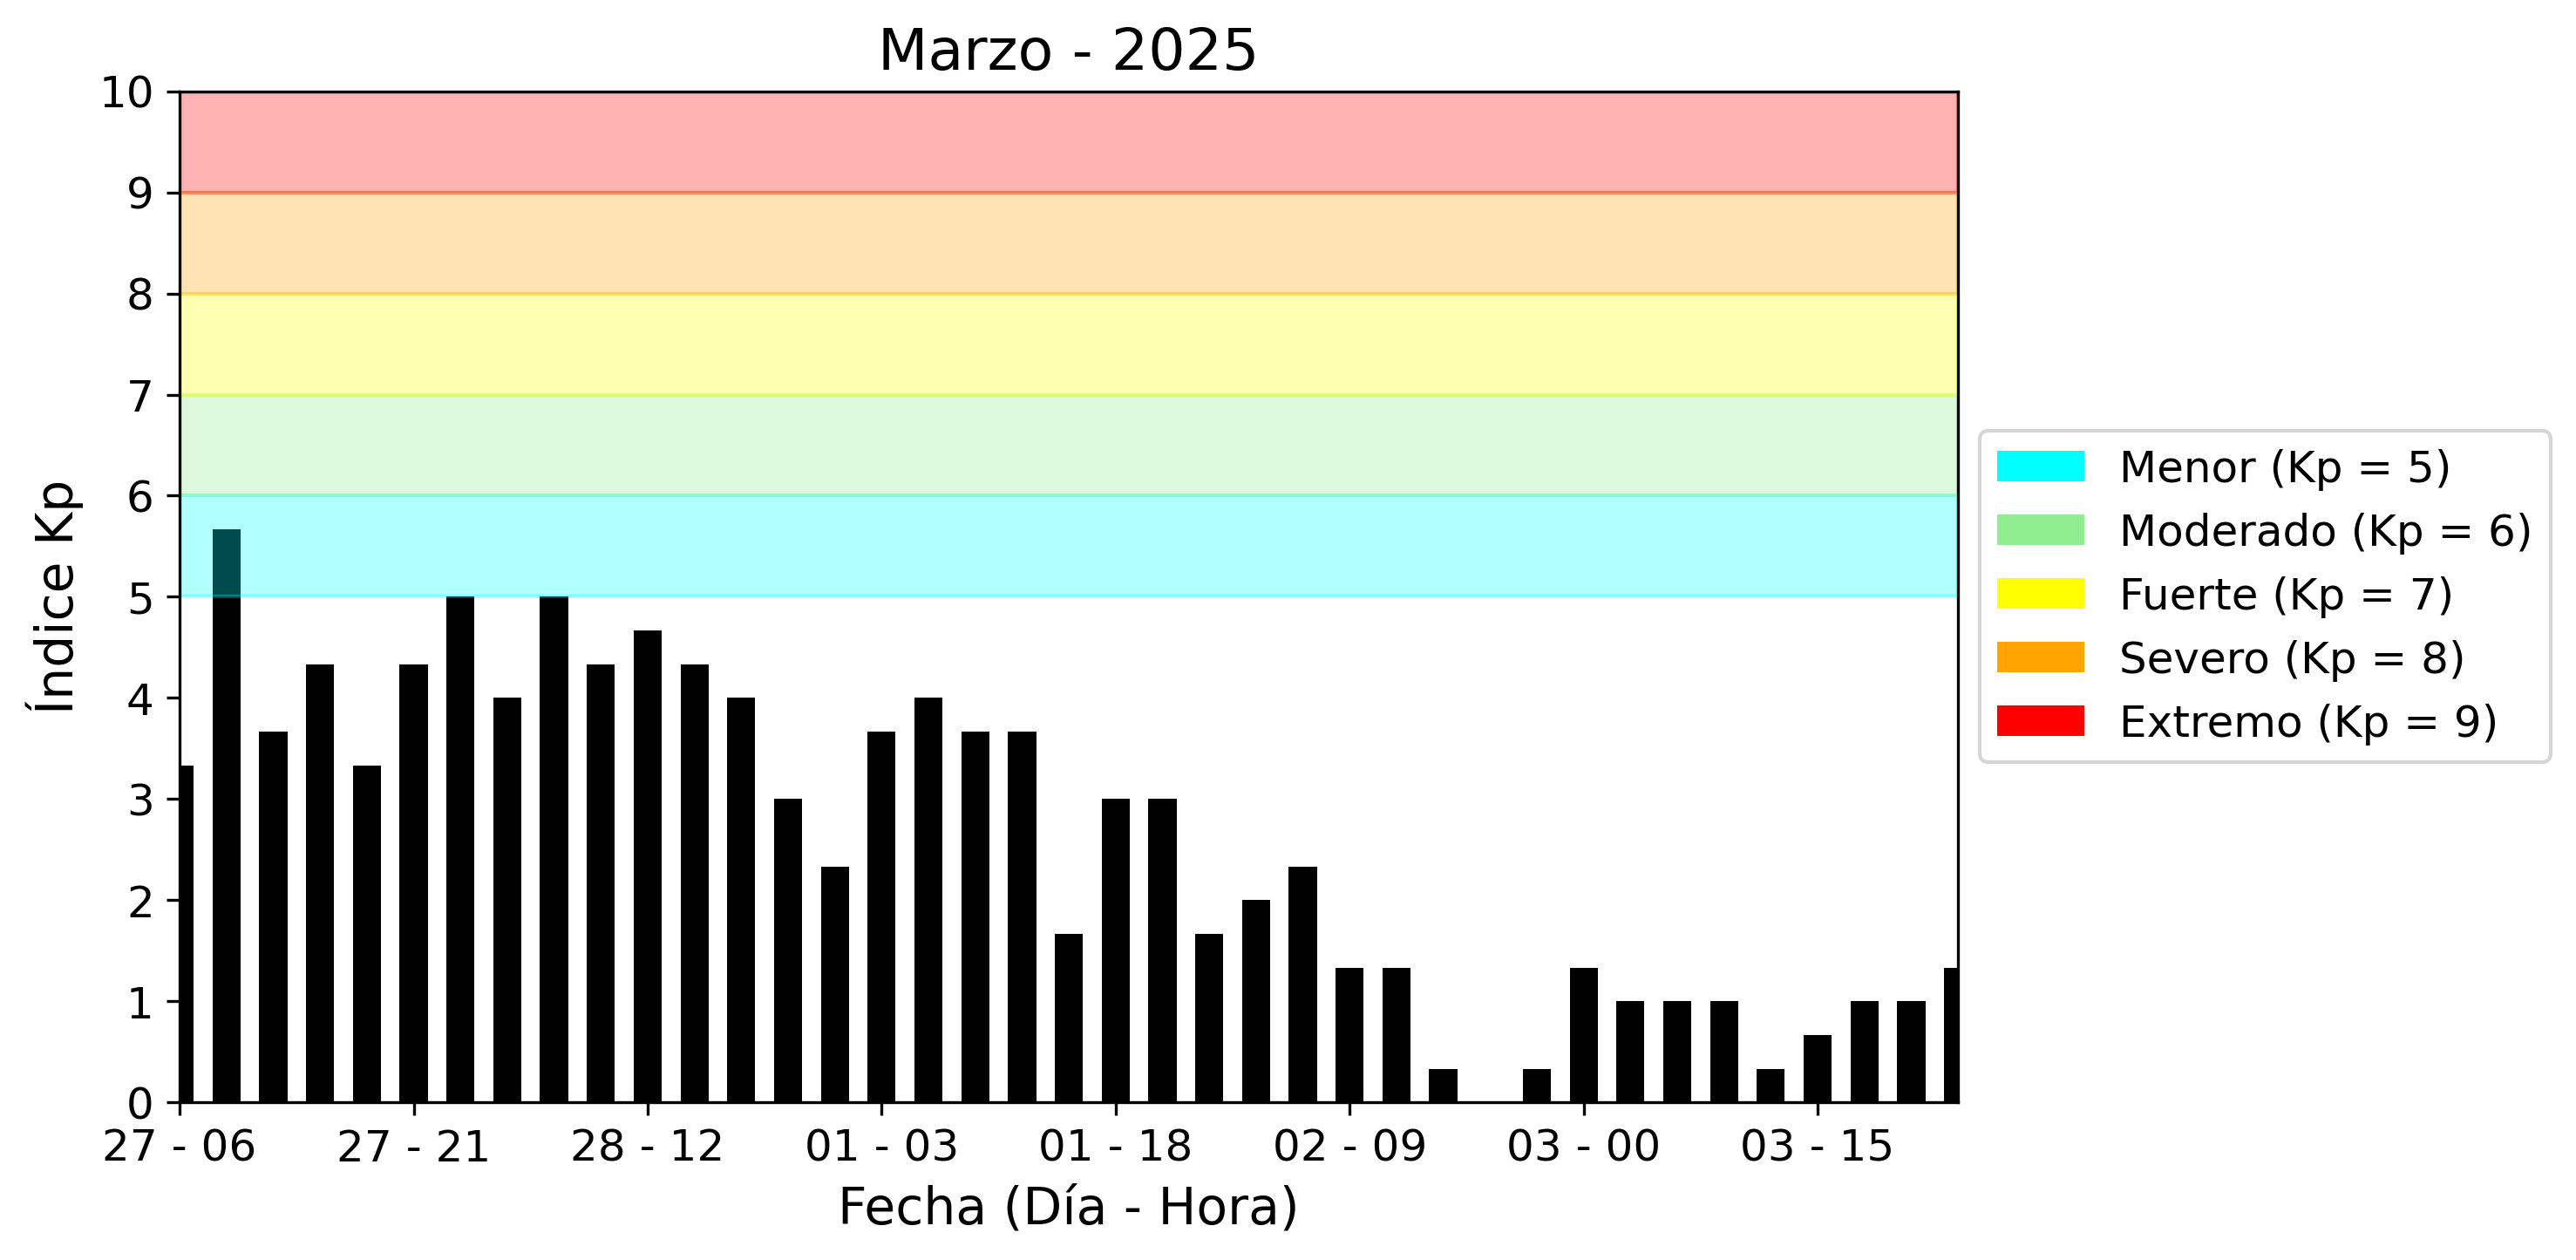 Marzo - 2025
10
9
8
7
6
5
4
3
2
1
0
Índice Kp
27 - 06
27 - 21
28 - 12
01 - 03
01 - 18
02 - 09
03 - 00
03 - 15
Fecha (Día - Hora)
Menor (Kp = 5)
Moderado (Kp = 6)
Fuerte (Kp = 7)
Severo (Kp = 8)
Extremo (Kp = 9)